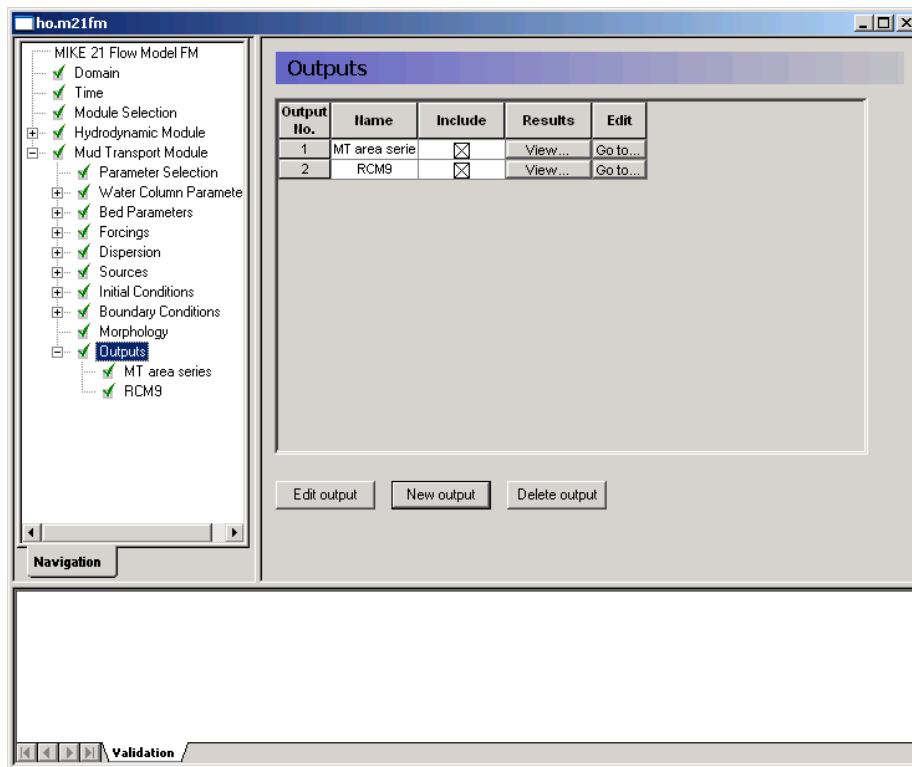 ho.m21fm
MIKE 21 Flow Model FM
Domain
Time
Module Selection
Hydrodynamic Module
Mud Transport Module
Parameter Selection
Water Column Paramete
Bed Parameters
Forcings
Dispersion
Sources
Initial Conditions
Boundary Conditions
Morphology
Outputs
MT area series
RCM9
Navigation
Outputs
Output No. Name Include Results Edit
1 MT area serie View... Go to...
2 RCM9 View... Go to...
Edit output New output Delete output
Validation